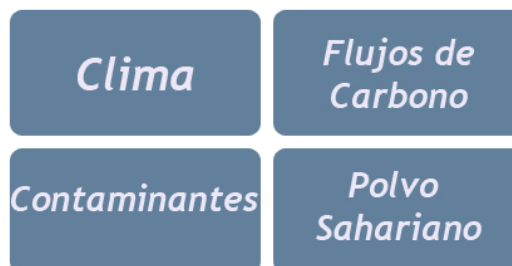 Clima
Flujos de
Carbono
Contaminantes
Polvo
Sahariano